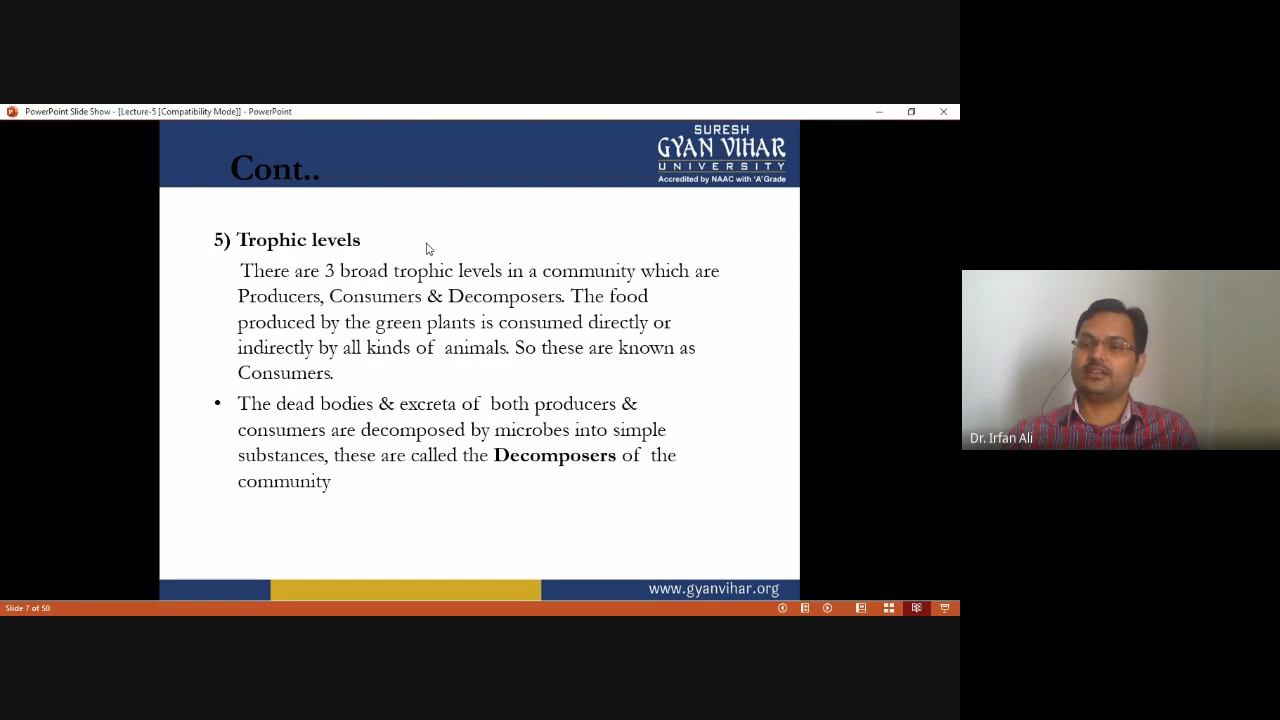 PowerPoint Slide Show - [Lecture-5 [Compatibility Mode]] - PowerPoint
SURESH
GYAN VIHAR
UNIVERSITY
Accredited by NAAC with 'A' Grade
Cont..
5) Trophic levels
There are 3 broad trophic levels in a community which are
Producers, Consumers & Decomposers. The food
produced by the green plants is consumed directly or
indirectly by all kinds of animals. So these are known as
Consumers.
• The dead bodies & excreta of both producers &
consumers are decomposed by microbes into simple
substances, these are called the Decomposers of the
community
www.gyanvihar.org
Slide 7 of 50
Dr. Irfan Ali